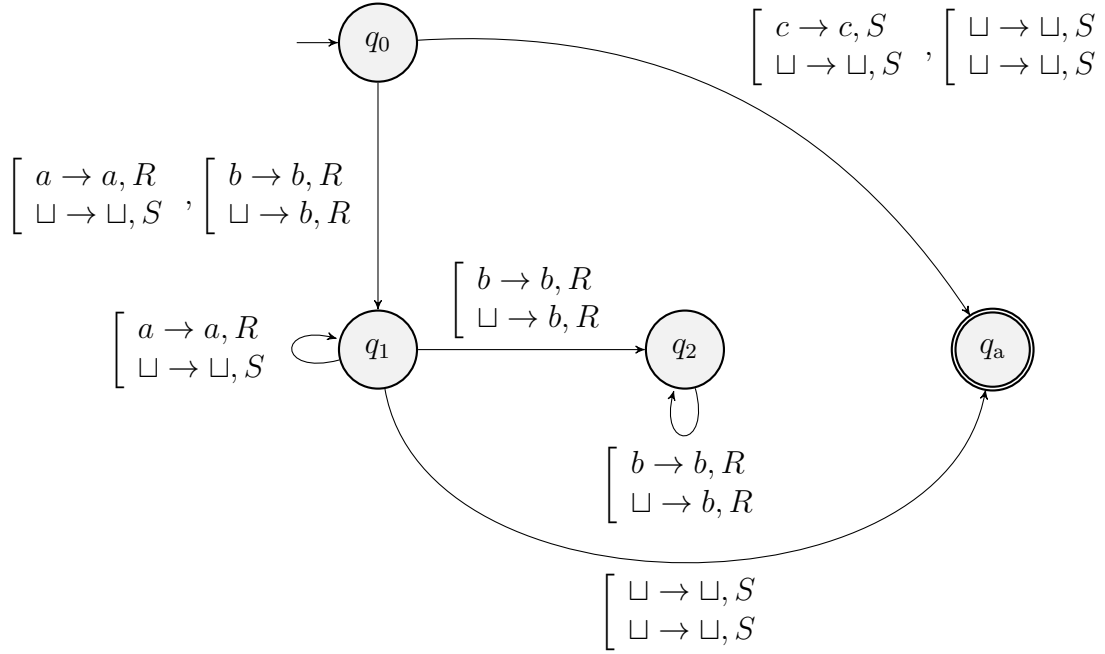 q0
c → c, S
⊔ → ⊔, S
,
⊔ → ⊔, S
⊔ → ⊔, S
a → a, R
⊔ → ⊔, S
,
b → b, R
⊔ → b, R
b → b, R
⊔ → b, R
a → a, R
⊔ → ⊔, S
q1
q2
qa
b → b, R
⊔ → b, R
⊔ → ⊔, S
⊔ → ⊔, S